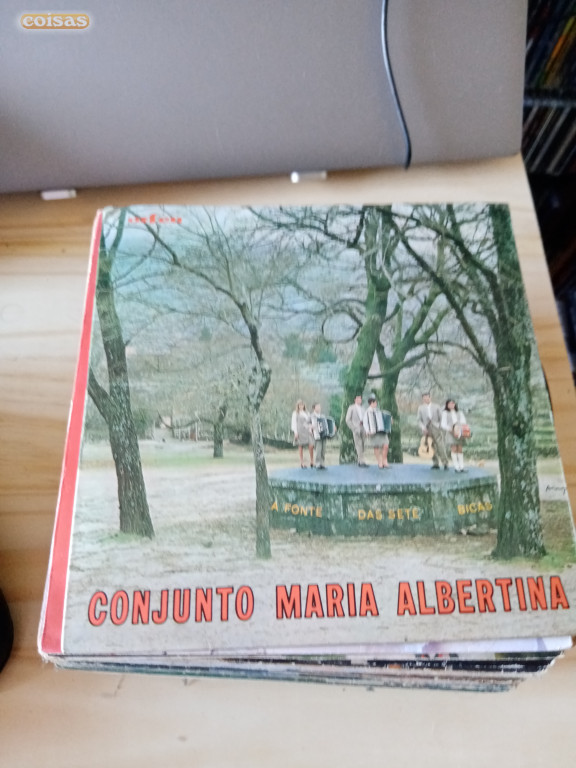 coisas
A FONTE DAS SETE BICAS
CONJUNTO MARIA ALBERTINA